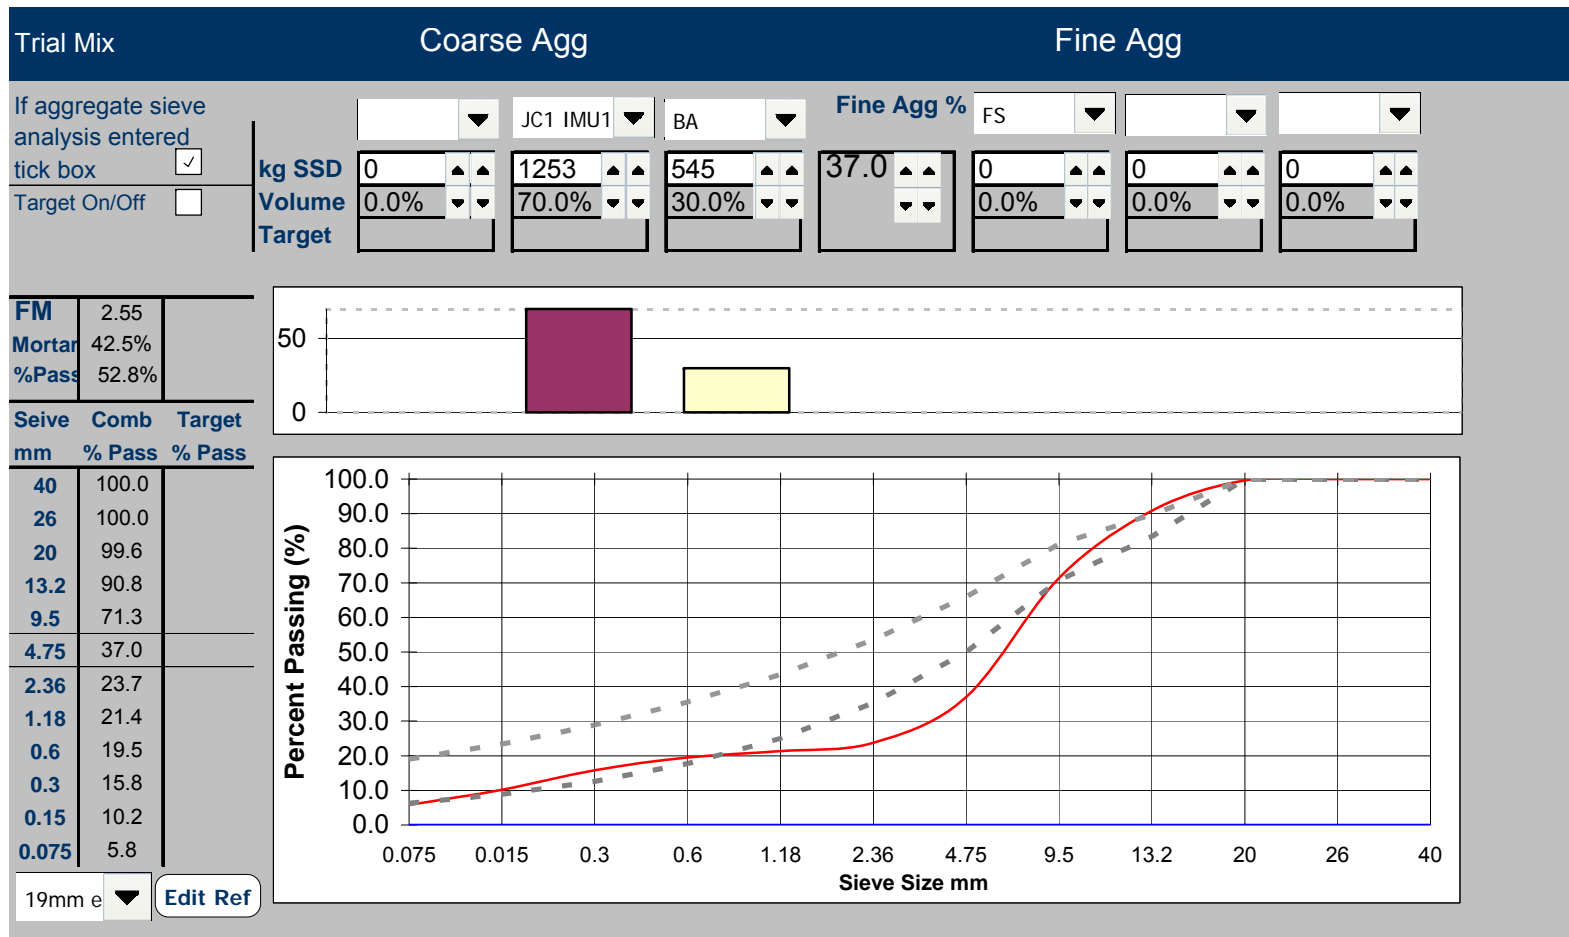 Trial Mix Coarse Agg Fine Agg
If aggregate sieve
analysis entered
tick box
Target On/Off
JC1 IMU1 BA Fine Agg % FS
kg SSD 0 1253 545 37.0 0 0 0
Volume 0.0% 70.0% 30.0% 0.0% 0.0% 0.0%
Target
FM 2.55
Mortar 42.5%
%Pass 52.8%
Seive Comb Target
mm % Pass % Pass
40 100.0
26 100.0
20 99.6
13.2 90.8
9.5 71.3
4.75 37.0
2.36 23.7
1.18 21.4
0.6 19.5
0.3 15.8
0.15 10.2
0.075 5.8
19mm e Edit Ref
50
0
Percent Passing (%)
100.0
90.0
80.0
70.0
60.0
50.0
40.0
30.0
20.0
10.0
0.0
0.075 0.015 0.3 0.6 1.18 2.36 4.75 9.5 13.2 20 26 40
Sieve Size mm